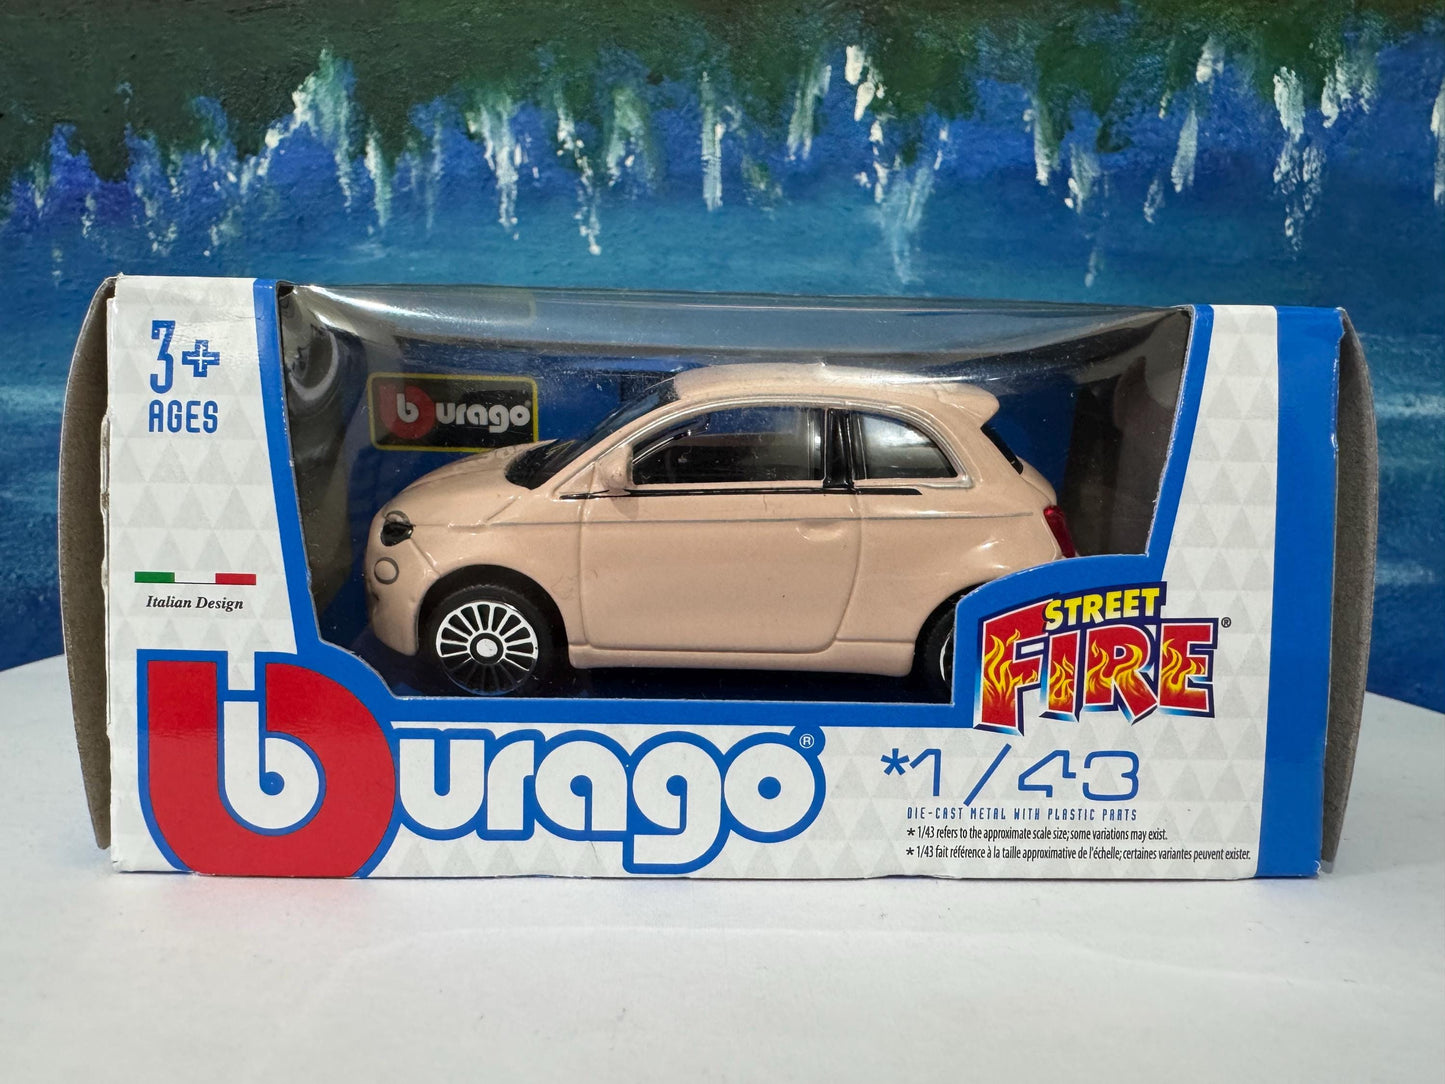 3+
AGES
burago
Italian Design
STREET
FIRE®
burago®
*1/43
DIE-CAST METAL WITH PLASTIC PARTS
* 1/43 refers to the approximate scale size; some variations may exist.
* 1/43 fait référence à la taille approximative de l'échelle; certaines variantes peuvent exister.